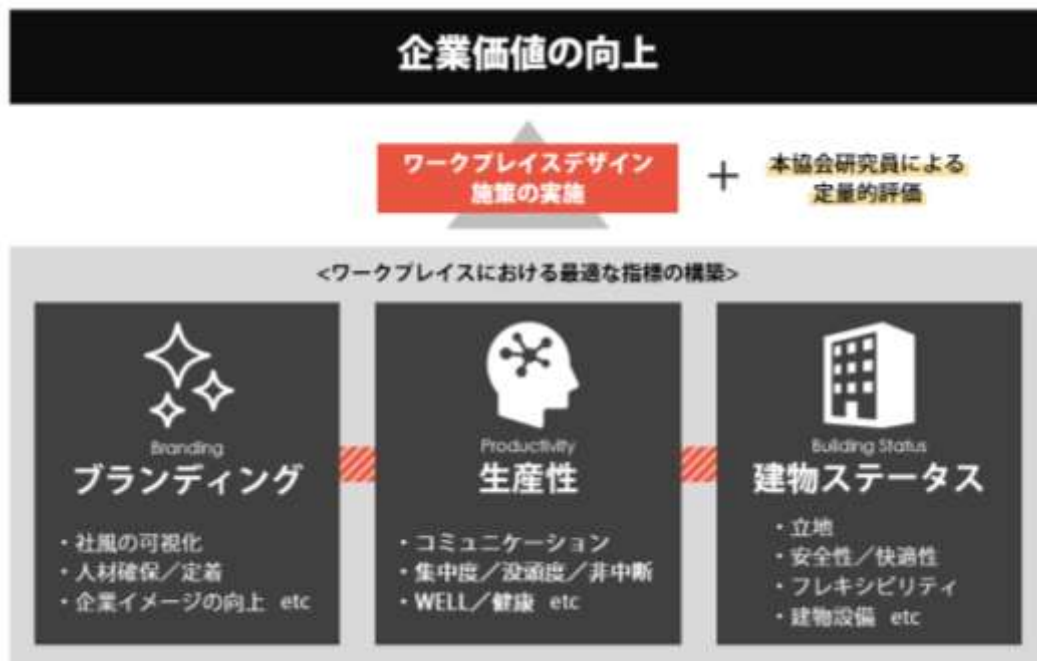 企業価値の向上
ワークプレイスデザイン
施策の実施
+
本協会研究員による
定量的評価
<ワークプレイスにおける最適な指標の構築>
Branding
ブランディング
・社風の可視化
・人材確保／定着
・企業イメージの向上 etc
Productivity
生産性
・コミュニケーション
・集中度／没頭度／非中断
・WELL／健康 etc
Building Status
建物ステータス
・立地
・安全性／快適性
・フレキシビリティ
・建物設備 etc